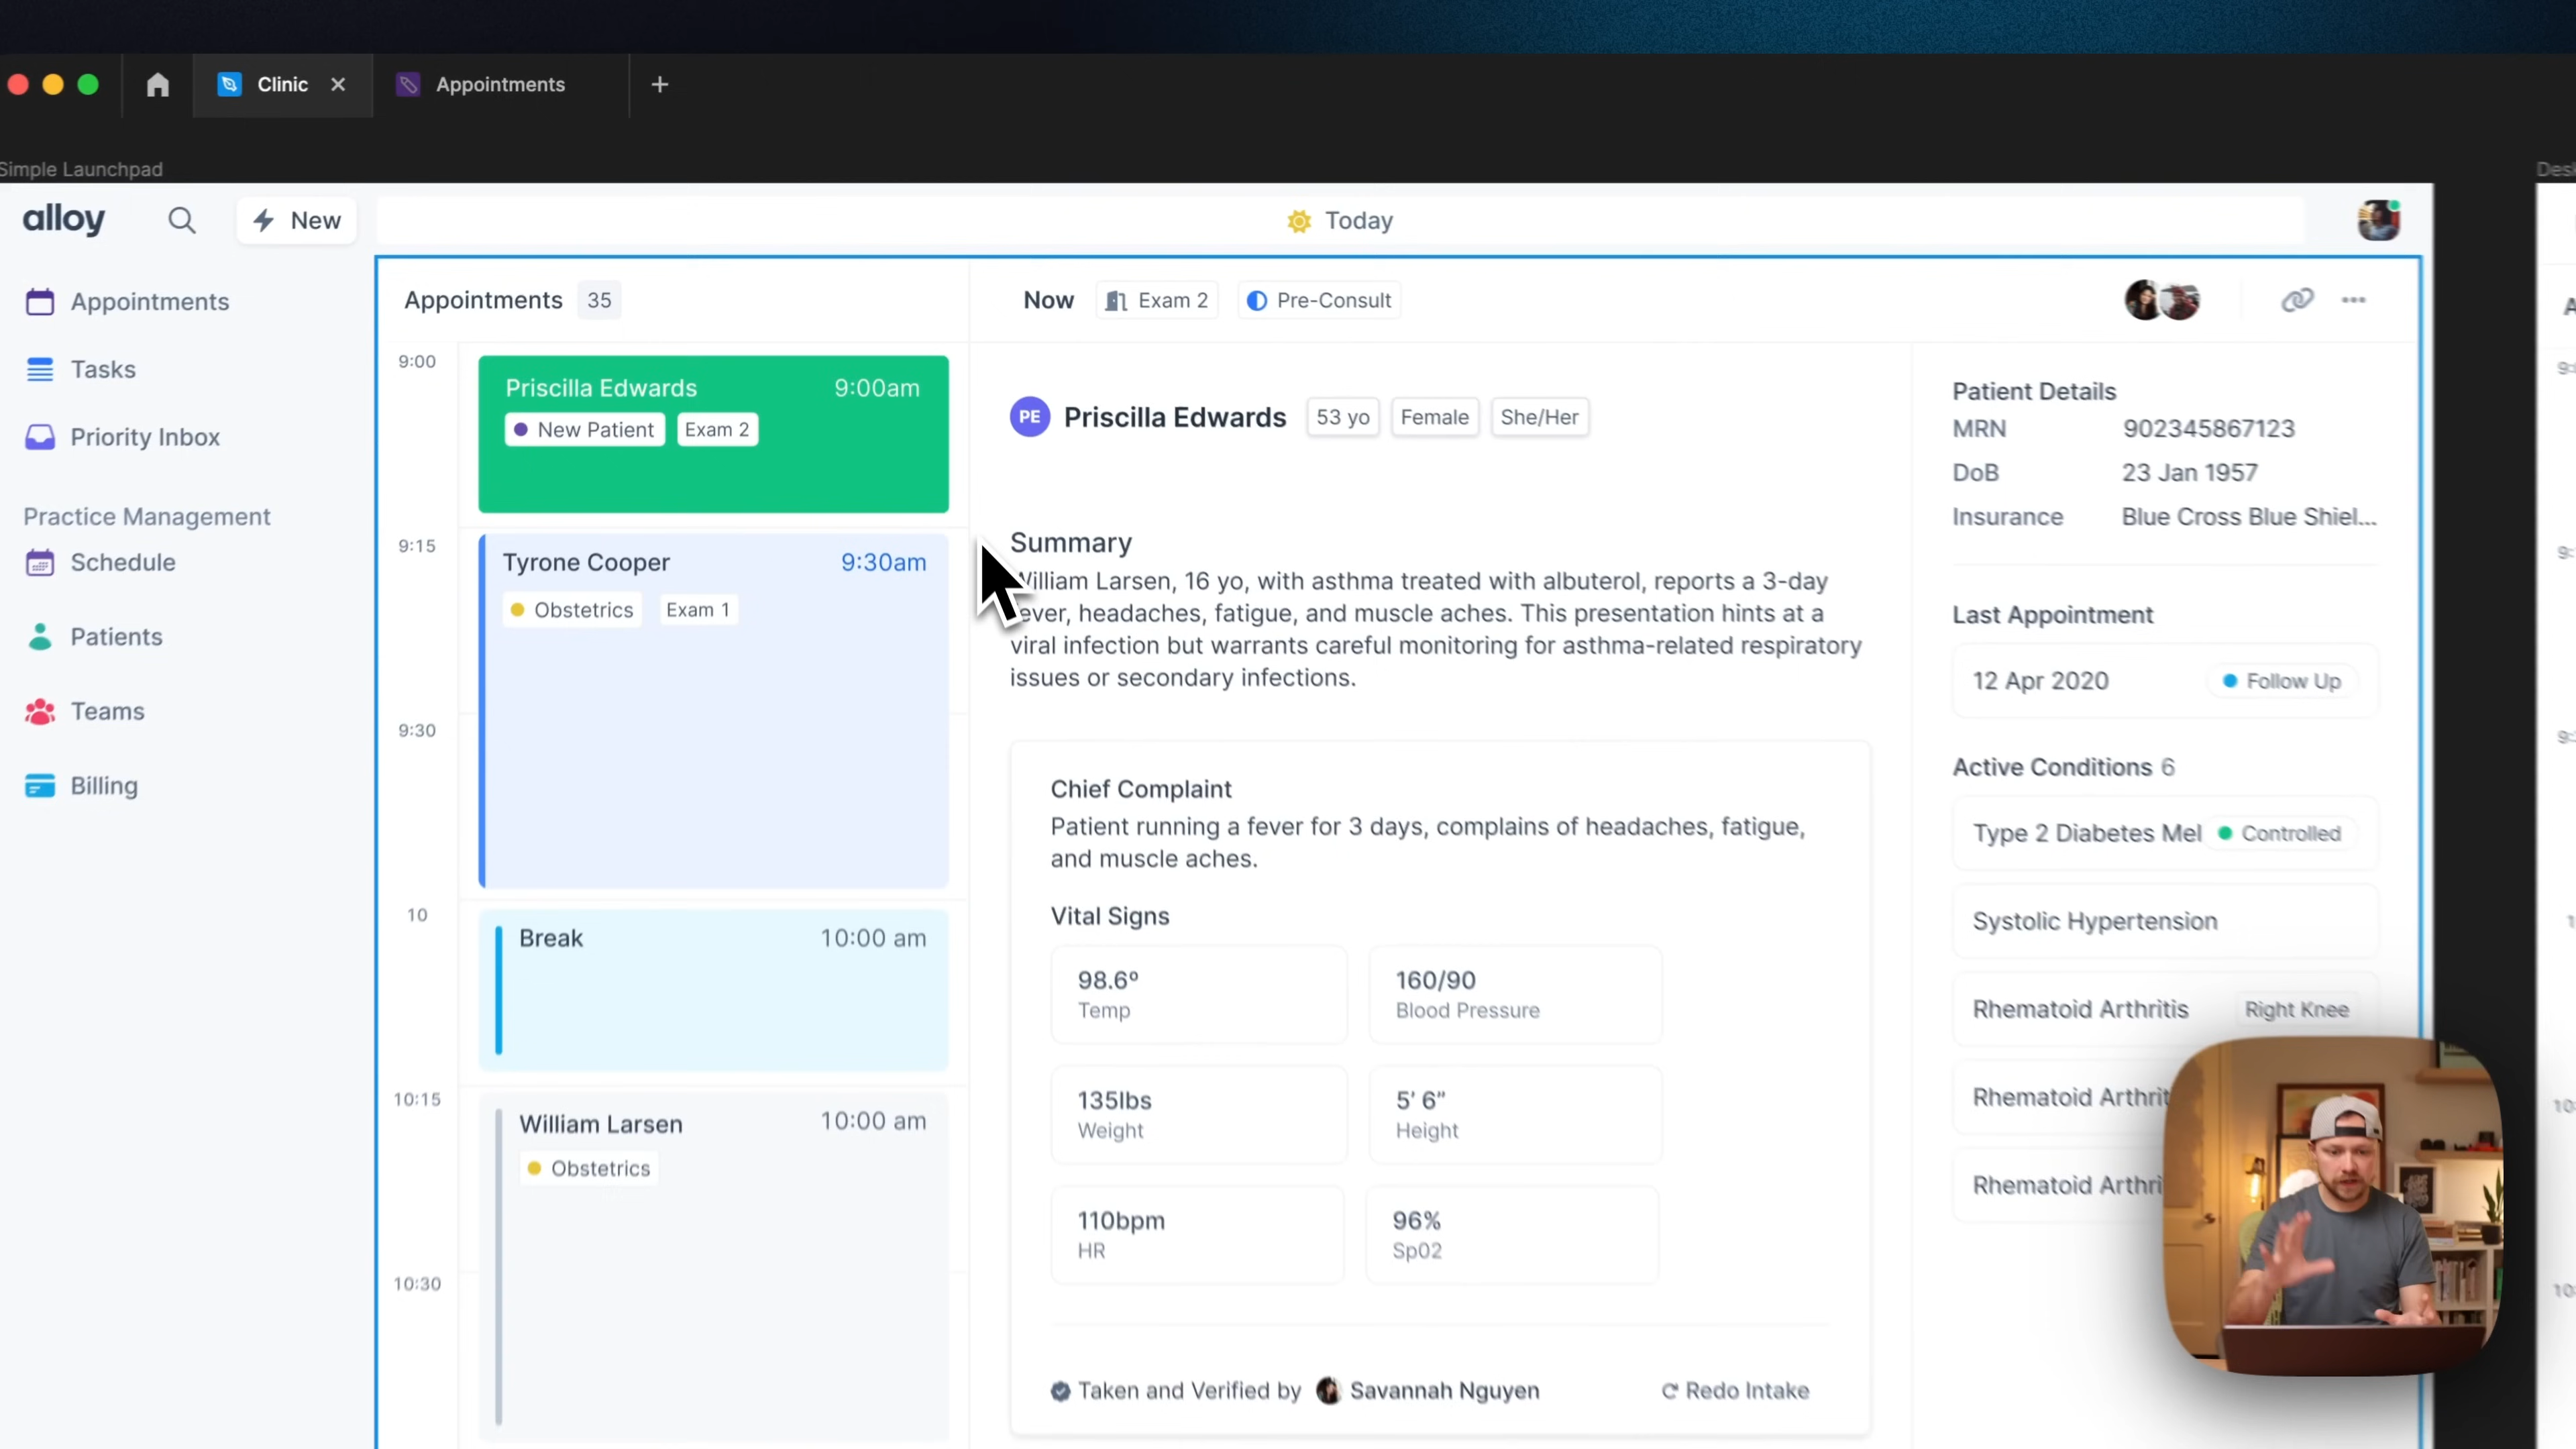 Clinic
Appointments
Simple Launchpad
alloy
New
Today
Appointments
Tasks
Priority Inbox
Practice Management
Schedule
Patients
Teams
Billing
Appointments 35
9:00
Priscilla Edwards 9:00am
New Patient Exam 2
9:15
Tyrone Cooper 9:30am
Obstetrics Exam 1
9:30
10
Break 10:00 am
10:15
William Larsen 10:00 am
Obstetrics
10:30
Now Exam 2 Pre-Consult
PE Priscilla Edwards 53 yo Female She/Her
Summary
William Larsen, 16 yo, with asthma treated with albuterol, reports a 3-day
fever, headaches, fatigue, and muscle aches. This presentation hints at a
viral infection but warrants careful monitoring for asthma-related respiratory
issues or secondary infections.
Chief Complaint
Patient running a fever for 3 days, complains of headaches, fatigue,
and muscle aches.
Vital Signs
98.6º
Temp
160/90
Blood Pressure
135lbs
Weight
5’ 6”
Height
110bpm
HR
96%
Sp02
Taken and Verified by Savannah Nguyen Redo Intake
Patient Details
MRN 902345867123
DoB 23 Jan 1957
Insurance Blue Cross Blue Shiel...
Last Appointment
12 Apr 2020 Follow Up
Active Conditions 6
Type 2 Diabetes Mel Controlled
Systolic Hypertension
Rhematoid Arthritis Right Knee
Rhematoid Arthrit
Rhematoid Arthri